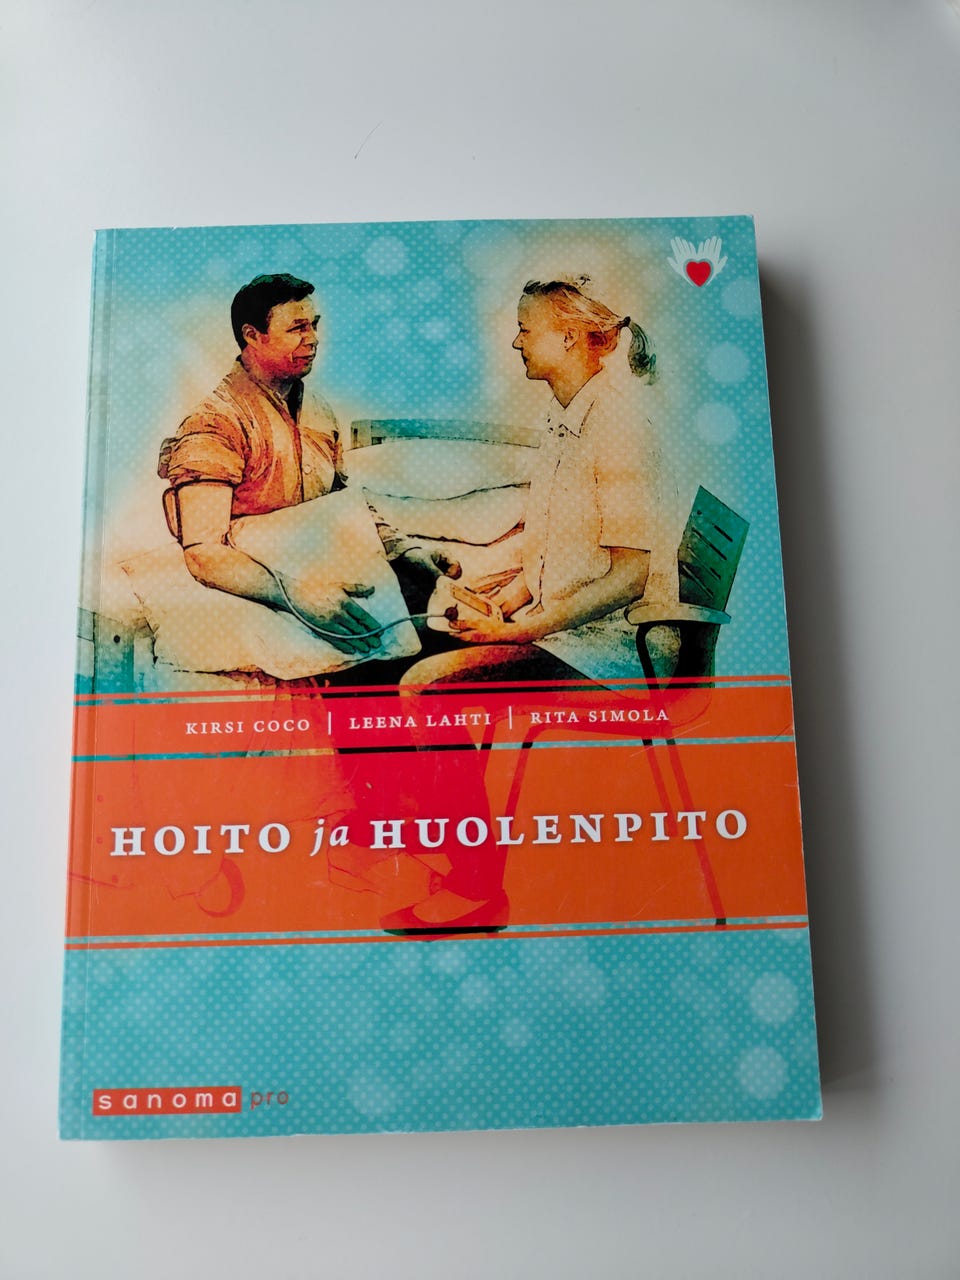 KIRSI COCO | LEENA LAHTI | RITA SIMOLA
HOITO ja HUOLENPITO
sanoma pro